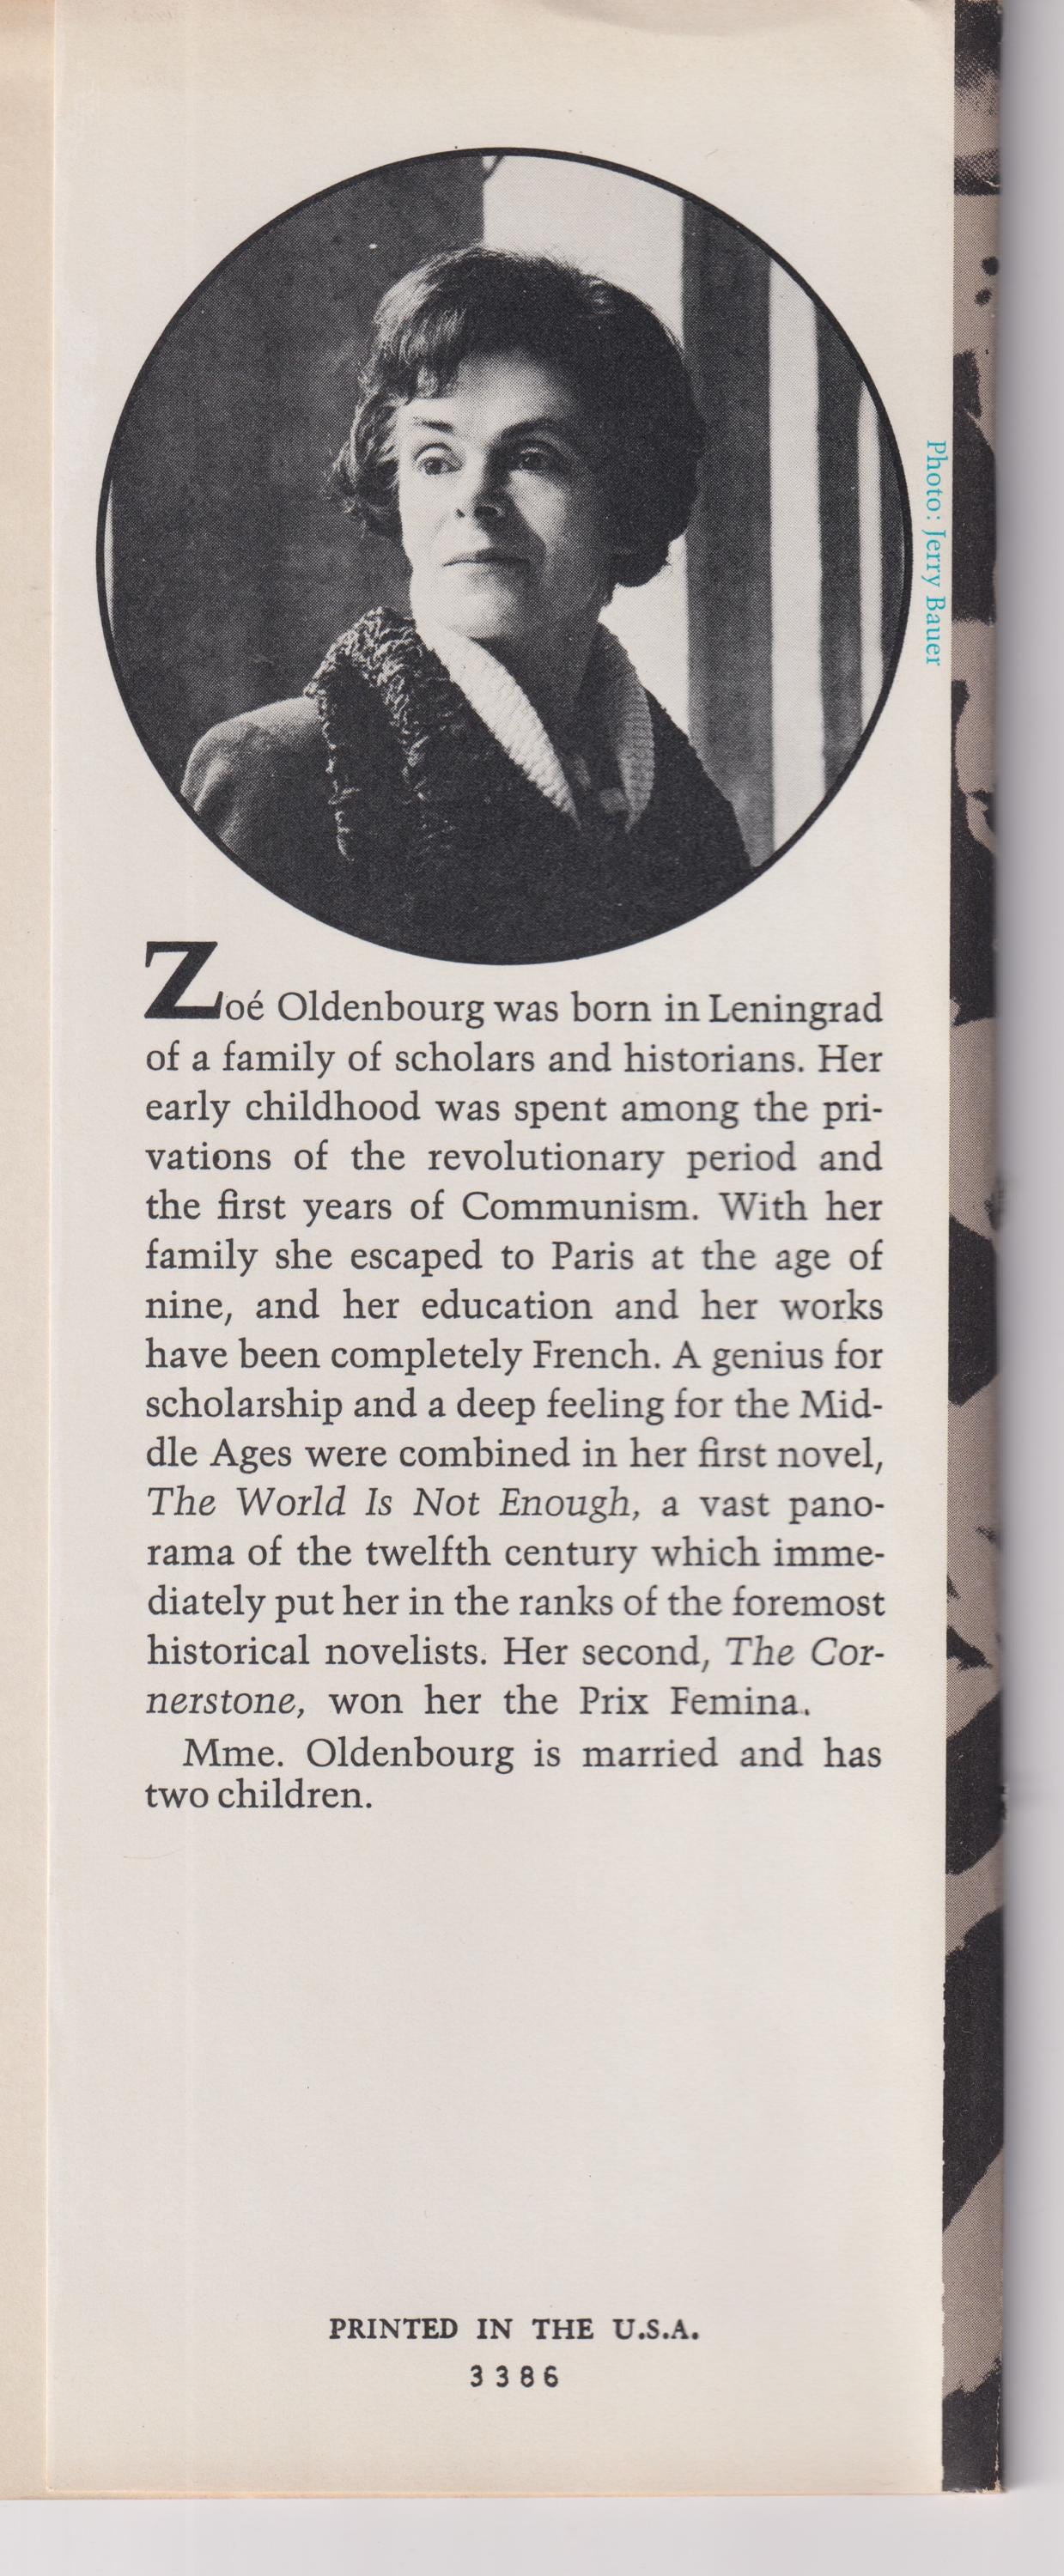 Photo: Jerry Bauer
Zoé Oldenbourg was born in Leningrad
of a family of scholars and historians. Her
early childhood was spent among the pri-
vations of the revolutionary period and
the first years of Communism. With her
family she escaped to Paris at the age of
nine, and her education and her works
have been completely French. A genius for
scholarship and a deep feeling for the Mid-
dle Ages were combined in her first novel,
The World Is Not Enough, a vast pano-
rama of the twelfth century which imme-
diately put her in the ranks of the foremost
historical novelists. Her second, The Cor-
nerstone, won her the Prix Femina.
Mme. Oldenbourg is married and has
two children.
PRINTED IN THE U.S.A.
3386